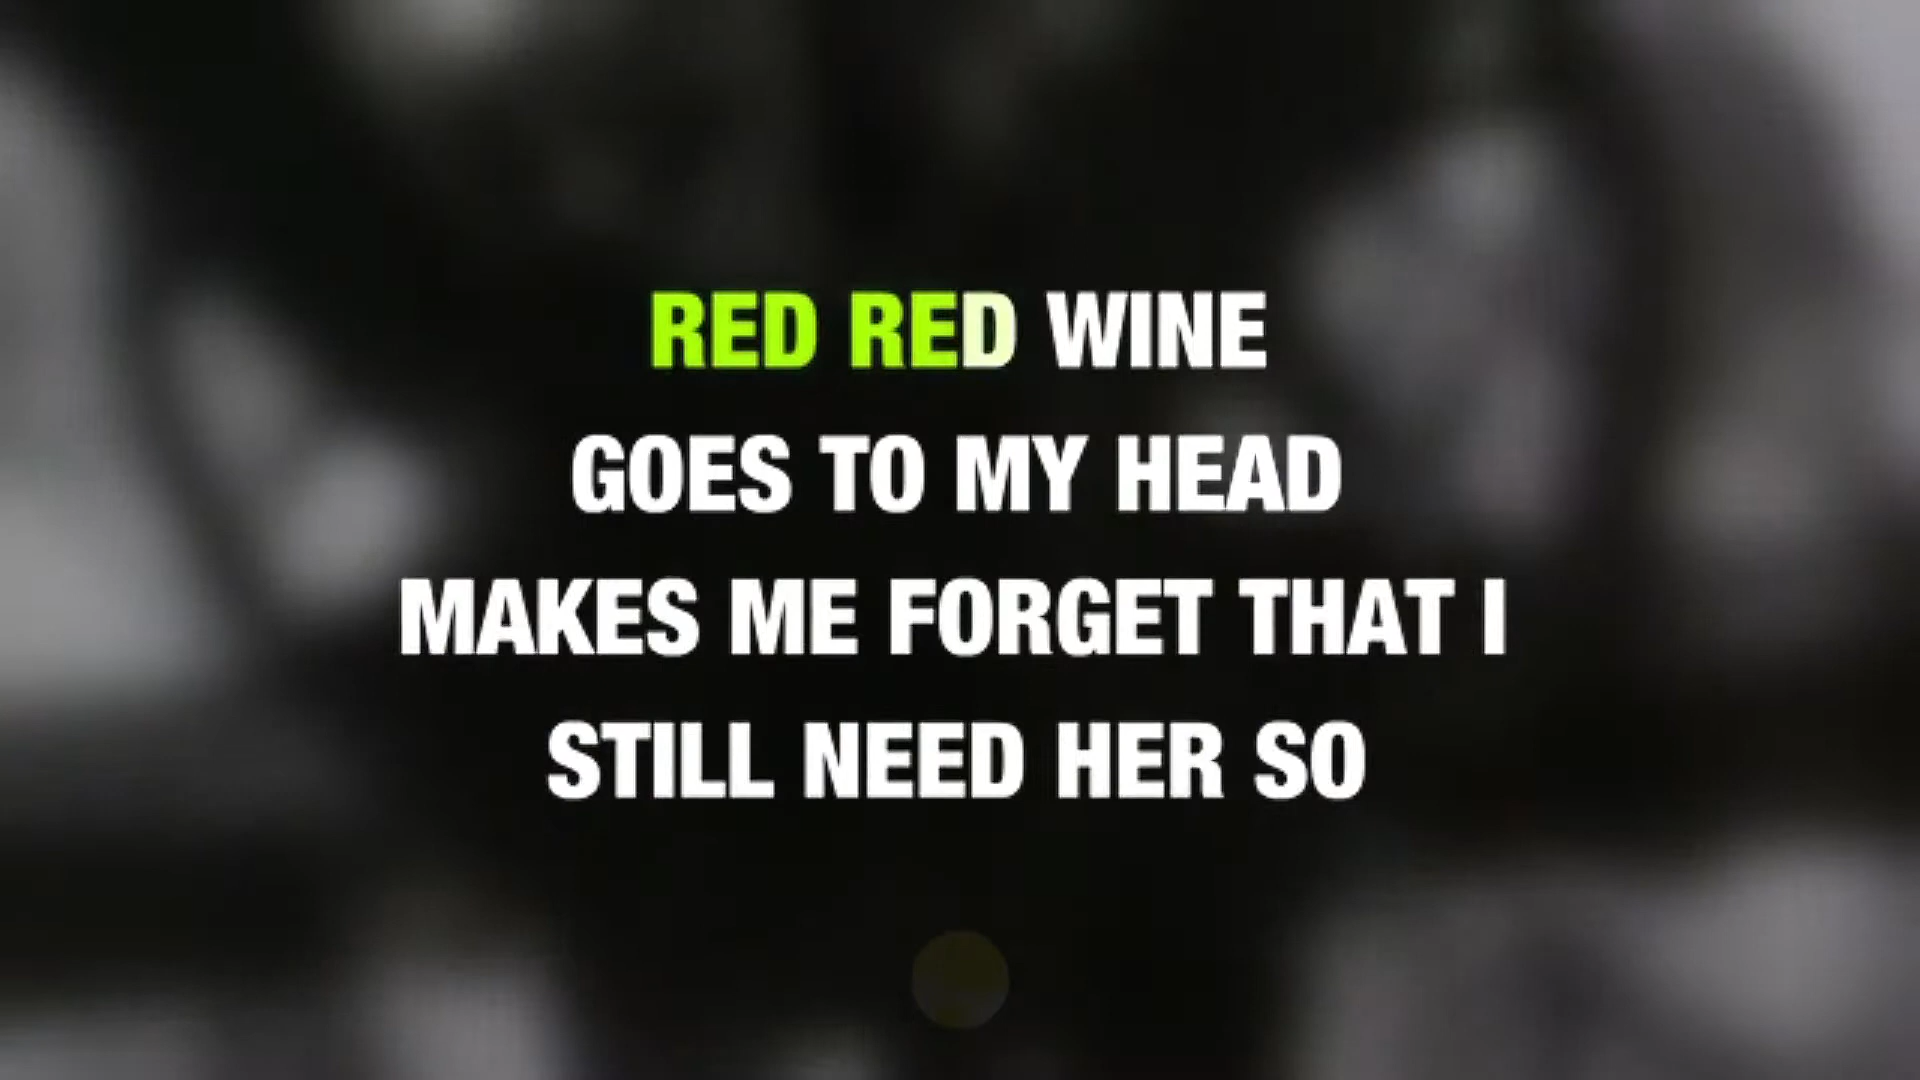 RED RED WINE
GOES TO MY HEAD
MAKES ME FORGET THAT I
STILL NEED HER SO